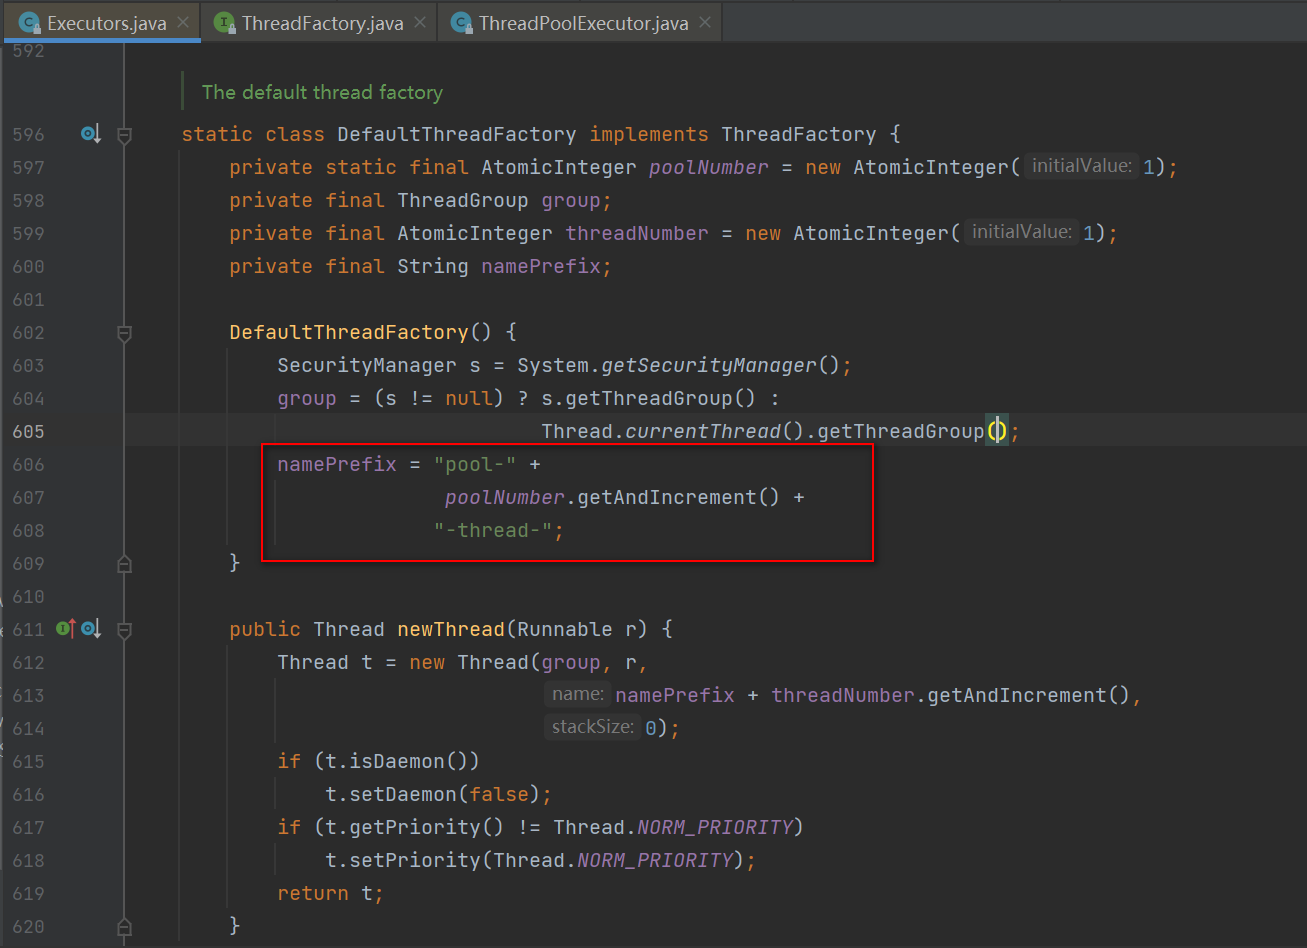 Executors.java ThreadFactory.java ThreadPoolExecutor.java
592
The default thread factory
596 static class DefaultThreadFactory implements ThreadFactory {
597 private static final AtomicInteger poolNumber = new AtomicInteger( initialValue: 1);
598 private final ThreadGroup group;
599 private final AtomicInteger threadNumber = new AtomicInteger( initialValue: 1);
600 private final String namePrefix;
601
602 DefaultThreadFactory() {
603 SecurityManager s = System.getSecurityManager();
604 group = (s != null) ? s.getThreadGroup() :
605 Thread.currentThread().getThreadGroup();
606 namePrefix = "pool-" +
607 poolNumber.getAndIncrement() +
608 "-thread-";
609 }
610
611 public Thread newThread(Runnable r) {
612 Thread t = new Thread(group, r,
613 name: namePrefix + threadNumber.getAndIncrement(),
614 stackSize: 0);
615 if (t.isDaemon())
616 t.setDaemon(false);
617 if (t.getPriority() != Thread.NORM_PRIORITY)
618 t.setPriority(Thread.NORM_PRIORITY);
619 return t;
620 }